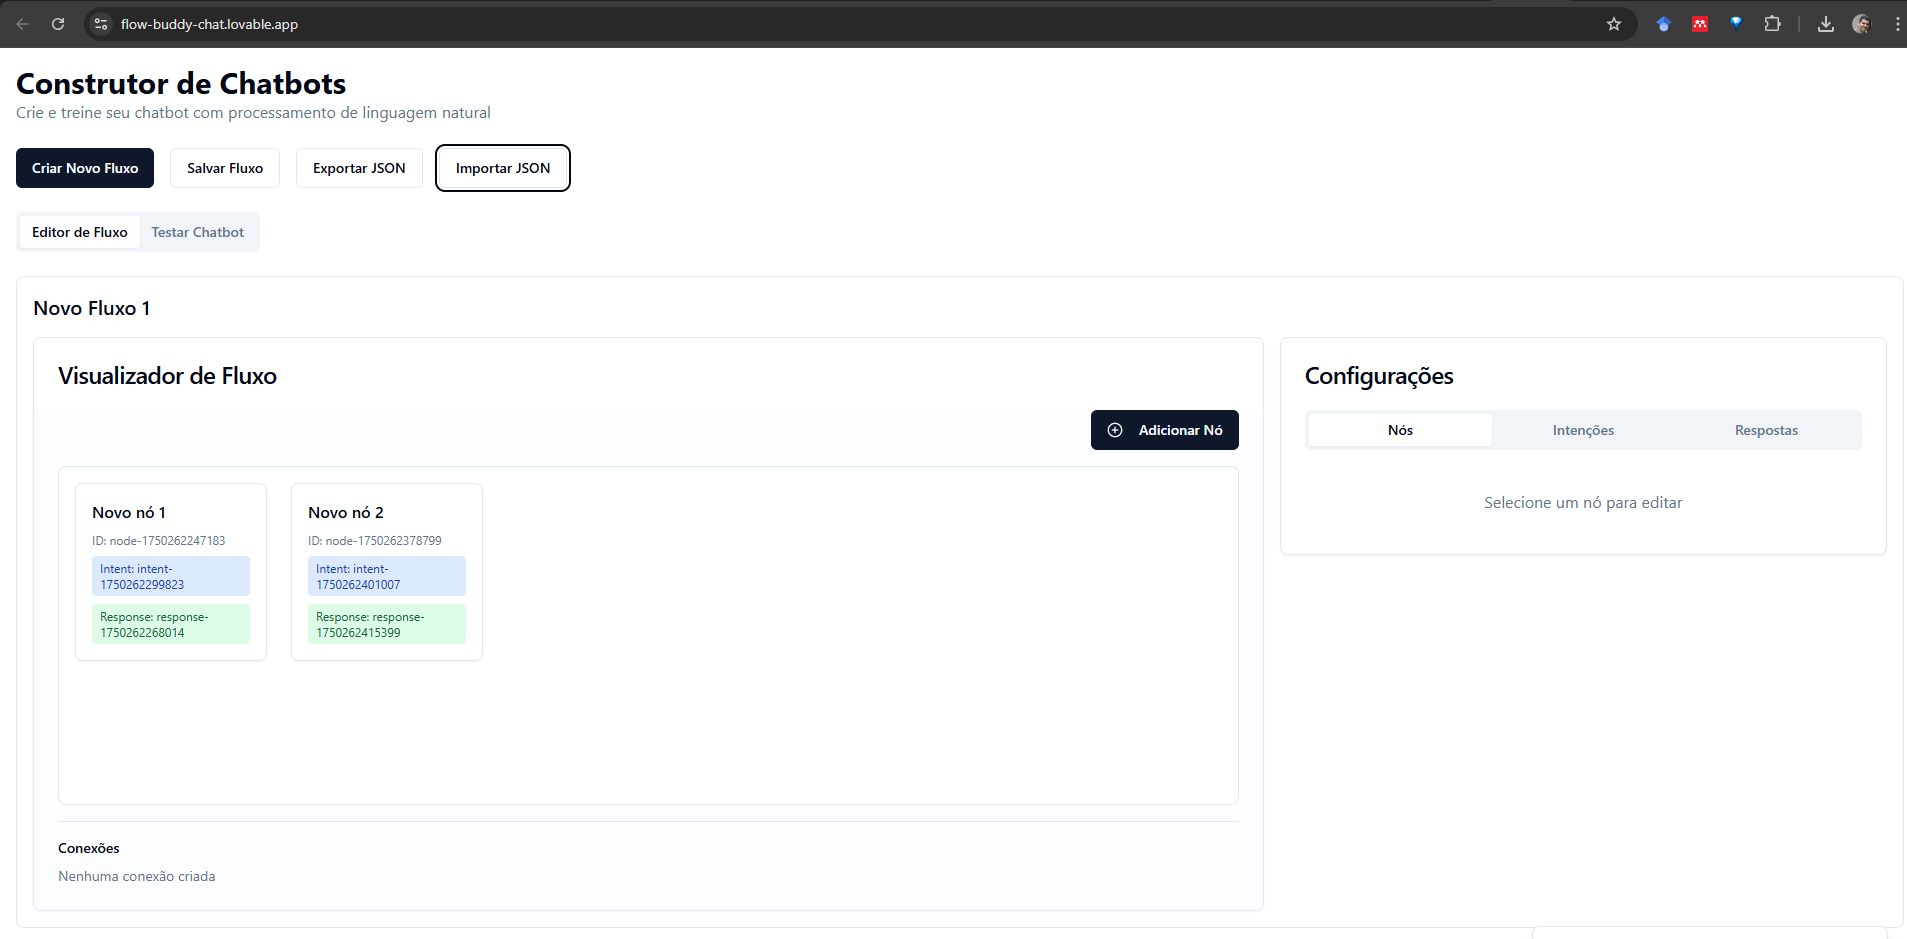 flow-buddy-chat.lovable.app
Construtor de Chatbots
Crie e treine seu chatbot com processamento de linguagem natural
Criar Novo Fluxo
Salvar Fluxo
Exportar JSON
Importar JSON
Editor de Fluxo
Testar Chatbot
Novo Fluxo 1
Visualizador de Fluxo
Adicionar Nó
Novo nó 1
ID: node-1750262247183
Intent: intent-
1750262299823
Response: response-
1750262268014
Novo nó 2
ID: node-1750262378799
Intent: intent-
1750262401007
Response: response-
1750262415399
Conexões
Nenhuma conexão criada
Configurações
Nós
Intenções
Respostas
Selecione um nó para editar